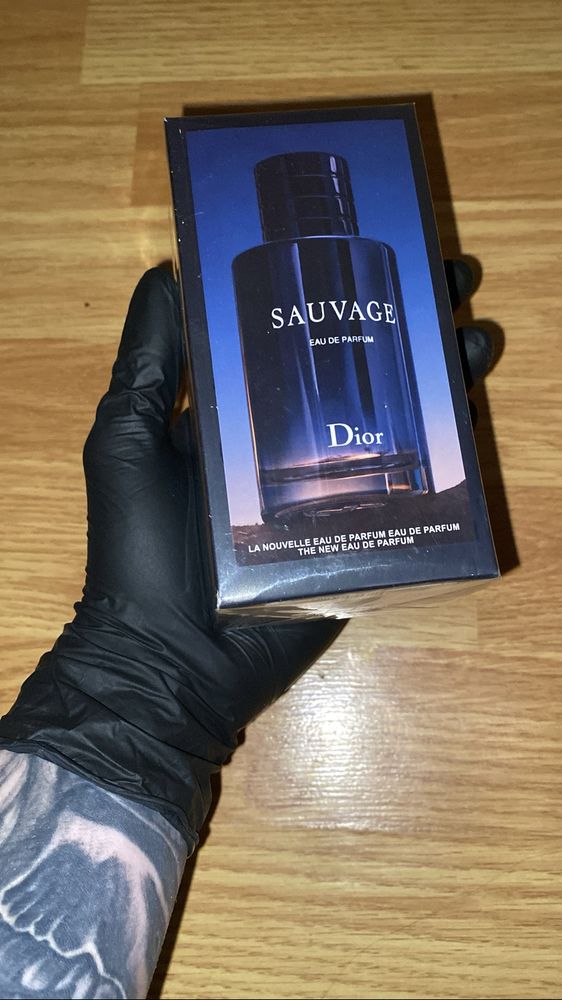 SAUVAGE
EAU DE PARFUM
Dior
LA NOUVELLE EAU DE PARFUM EAU DE PARFUM
THE NEW EAU DE PARFUM